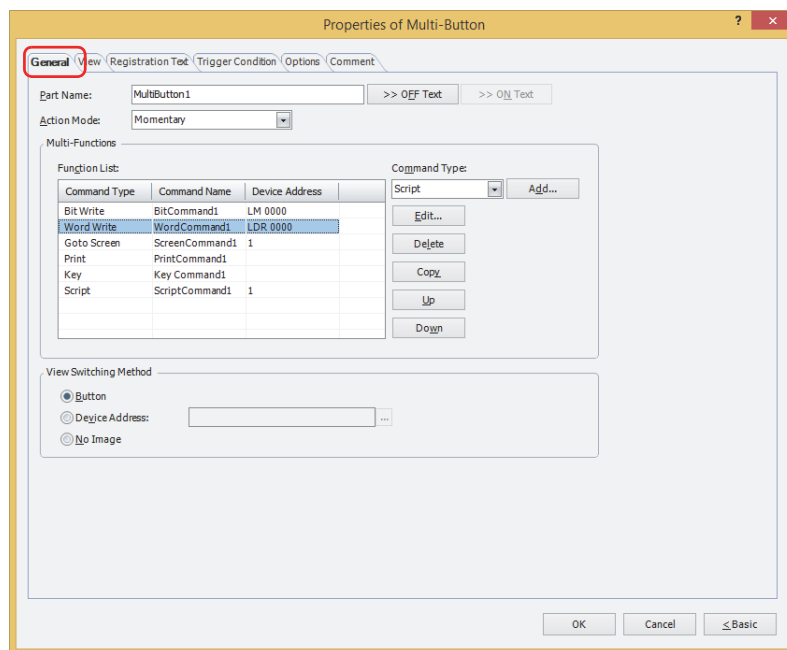 Properties of Multi-Button
? ×
General View Registration Text Trigger Condition Options Comment
Part Name: MultiButton1 >> OFF Text >> ON Text
Action Mode: Momentary
Multi-Functions
Function List: Command Type:
Command Type Command Name Device Address Script Add...
Bit Write BitCommand1 LM 0000
Word Write WordCommand1 LDR 0000
Goto Screen ScreenCommand1 1
Print PrintCommand1
Key Key Command1
Script ScriptCommand1 1
Edit...
Delete
Copy
Up
Down
View Switching Method
Button
Device Address: ...
No Image
OK Cancel < Basic